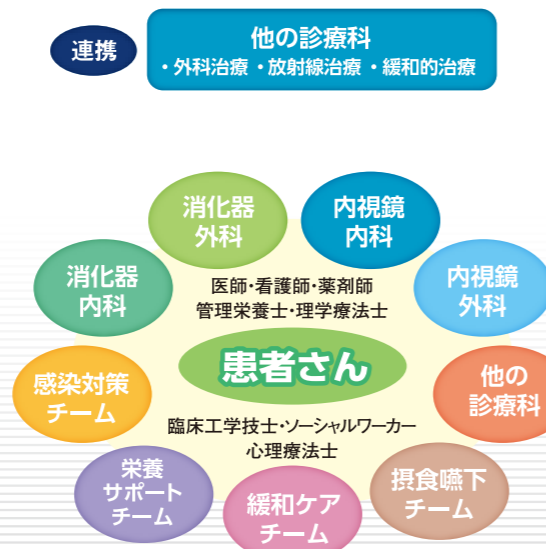 連携
他の診療科
・外科治療 ・放射線治療 ・緩和的治療
消化器
外科
内視鏡
内科
消化器
内科
医師・看護師・薬剤師
管理栄養士・理学療法士
内視鏡
外科
患者さん
感染対策
チーム
他の
診療科
臨床工学技士・ソーシャルワーカー
心理療法士
栄養
サポート
チーム
緩和ケア
チーム
摂食嚥下
チーム